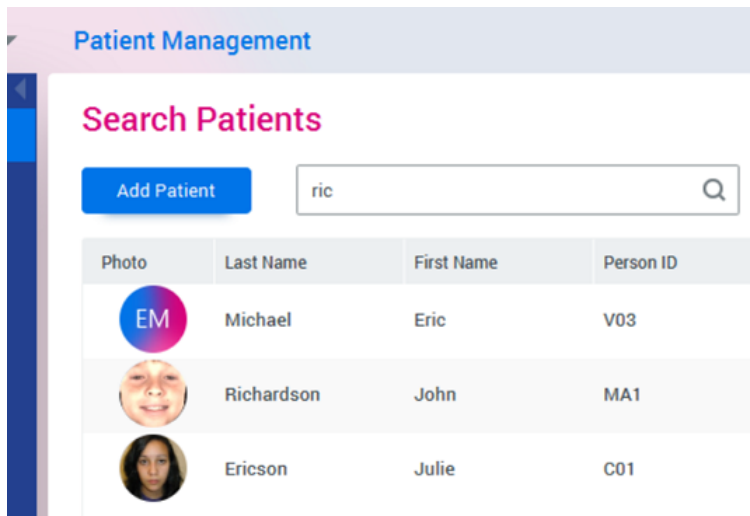 Patient Management
Search Patients
Add Patient ric
Photo Last Name First Name Person ID
EM Michael Eric V03
Richardson John MA1
Ericson Julie C01